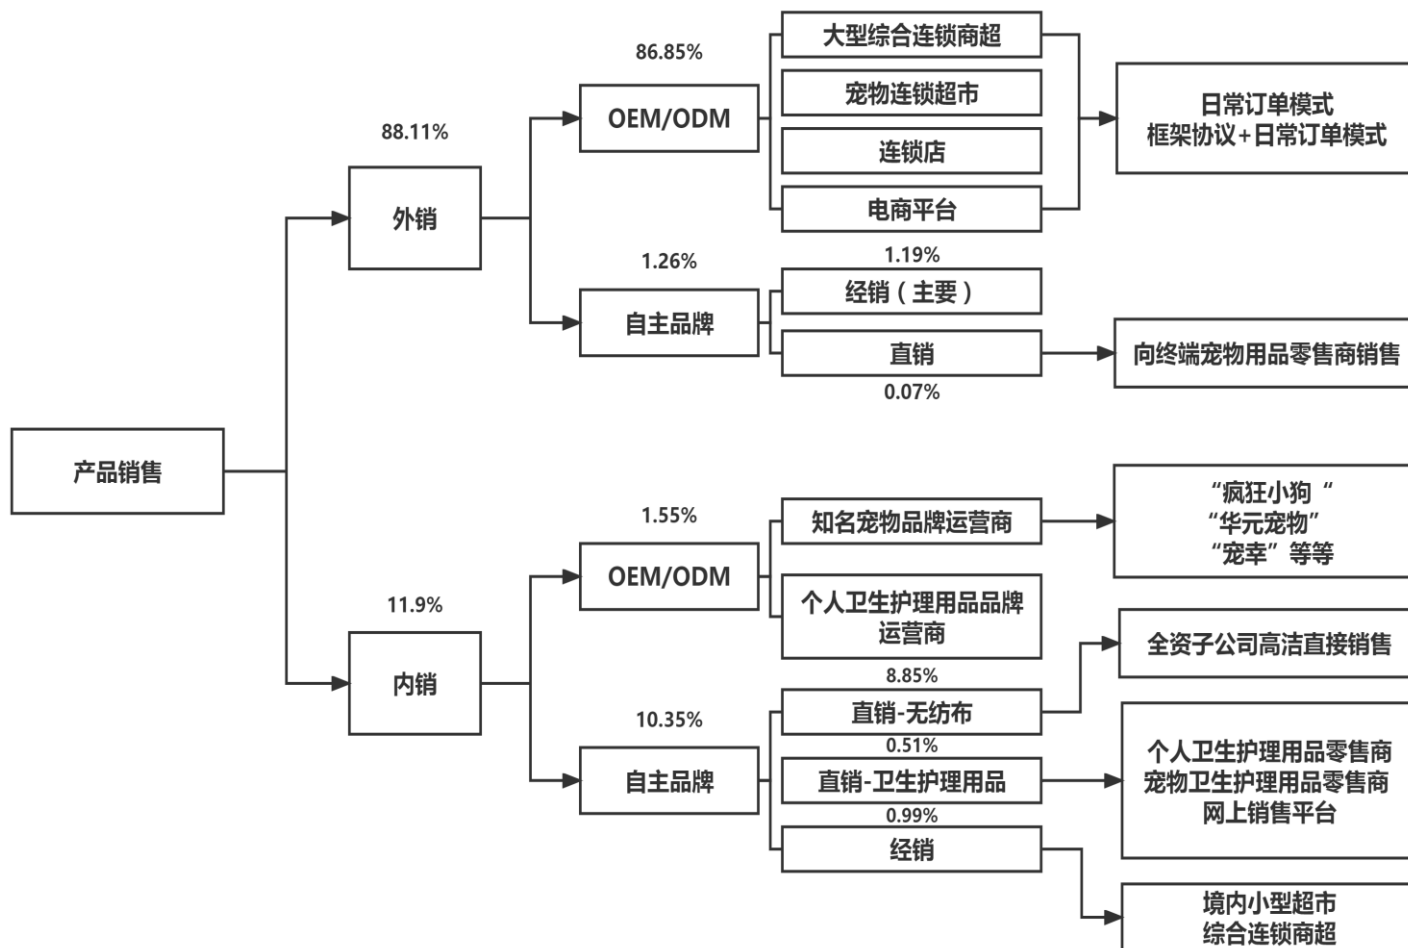 产品销售
88.11%
外销
86.85%
OEM/ODM
大型综合连锁商超
宠物连锁超市
连锁店
电商平台
日常订单模式
框架协议+日常订单模式
1.26%
自主品牌
1.19%
经销（主要）
直销
0.07%
向终端宠物用品零售商销售
11.9%
内销
1.55%
OEM/ODM
知名宠物品牌运营商
“疯狂小狗“
“华元宠物”
“宠幸”等等
个人卫生护理用品品牌
运营商
10.35%
自主品牌
8.85%
直销-无纺布
全资子公司高洁直接销售
0.51%
直销-卫生护理用品
个人卫生护理用品零售商
宠物卫生护理用品零售商
网上销售平台
0.99%
经销
境内小型超市
综合连锁商超